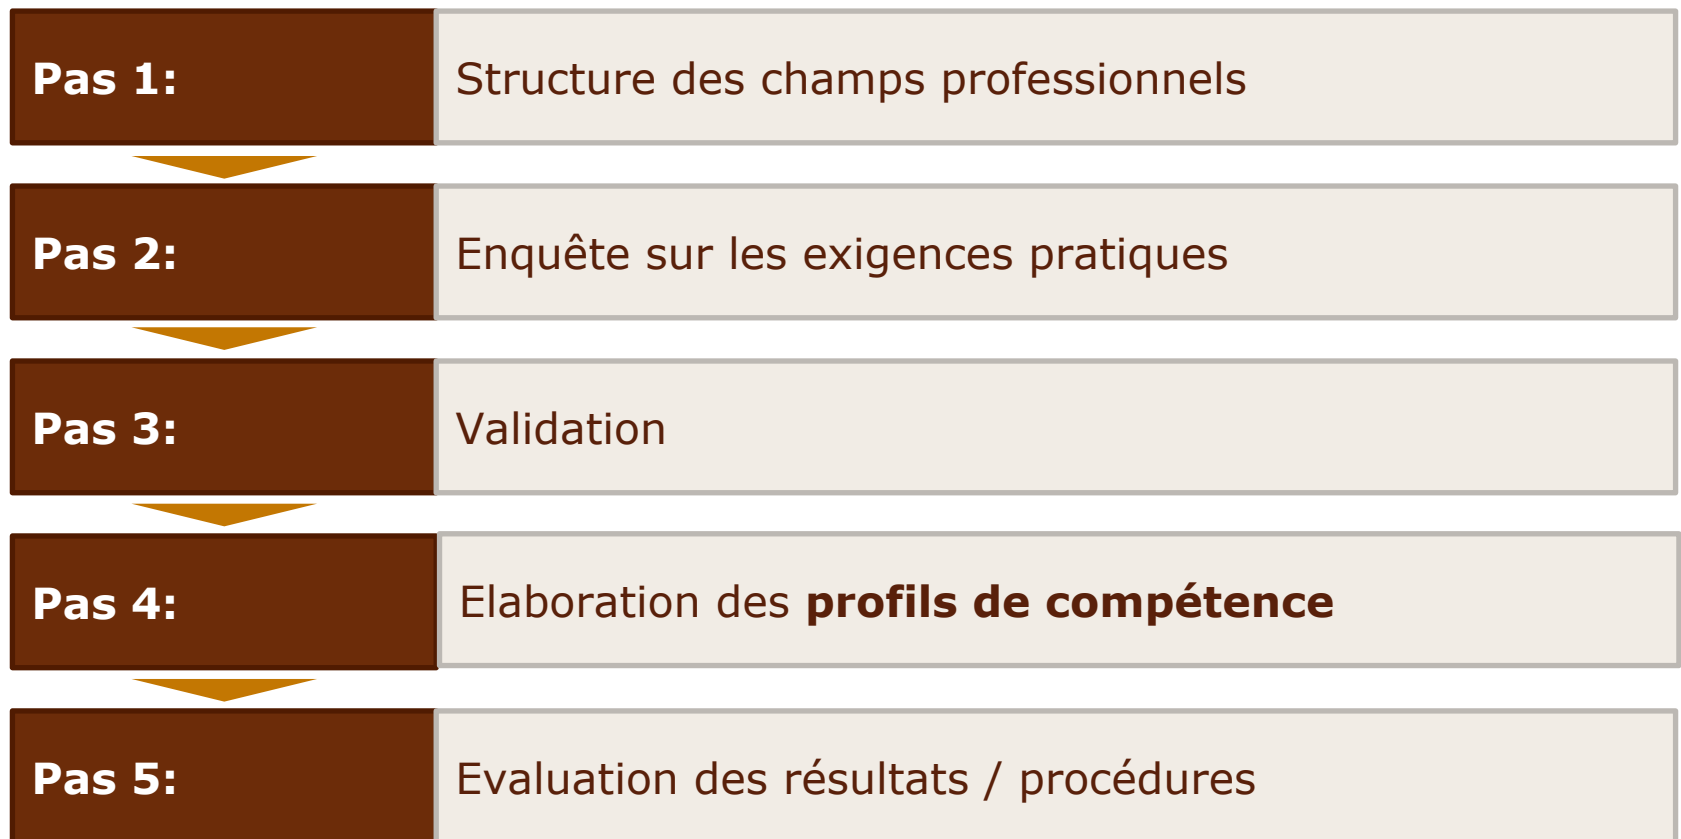 Pas 1: Structure des champs professionnels
Pas 2: Enquête sur les exigences pratiques
Pas 3: Validation
Pas 4: Elaboration des profils de compétence
Pas 5: Evaluation des résultats / procédures